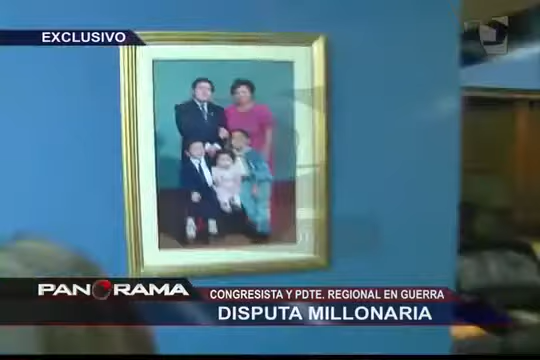 EXCLUSIVO
PANORAMA
CONGRESISTA Y PDTE. REGIONAL EN GUERRA
DISPUTA MILLONARIA